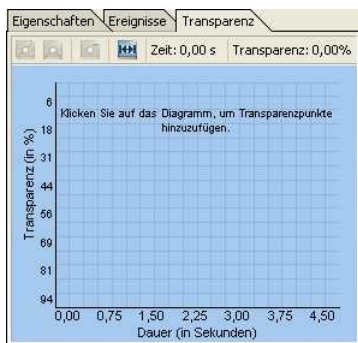 Eigenschaften Ereignisse Transparenz
Zeit: 0,00 s Transparenz: 0,00%
Klicken Sie auf das Diagramm, um Transparenzpunkte
hinzuzufügen.
Transparenz (in %)
6
18
31
44
56
69
81
94
0,00 0,75 1,50 2,25 3,00 3,75 4,50
Dauer (in Sekunden)